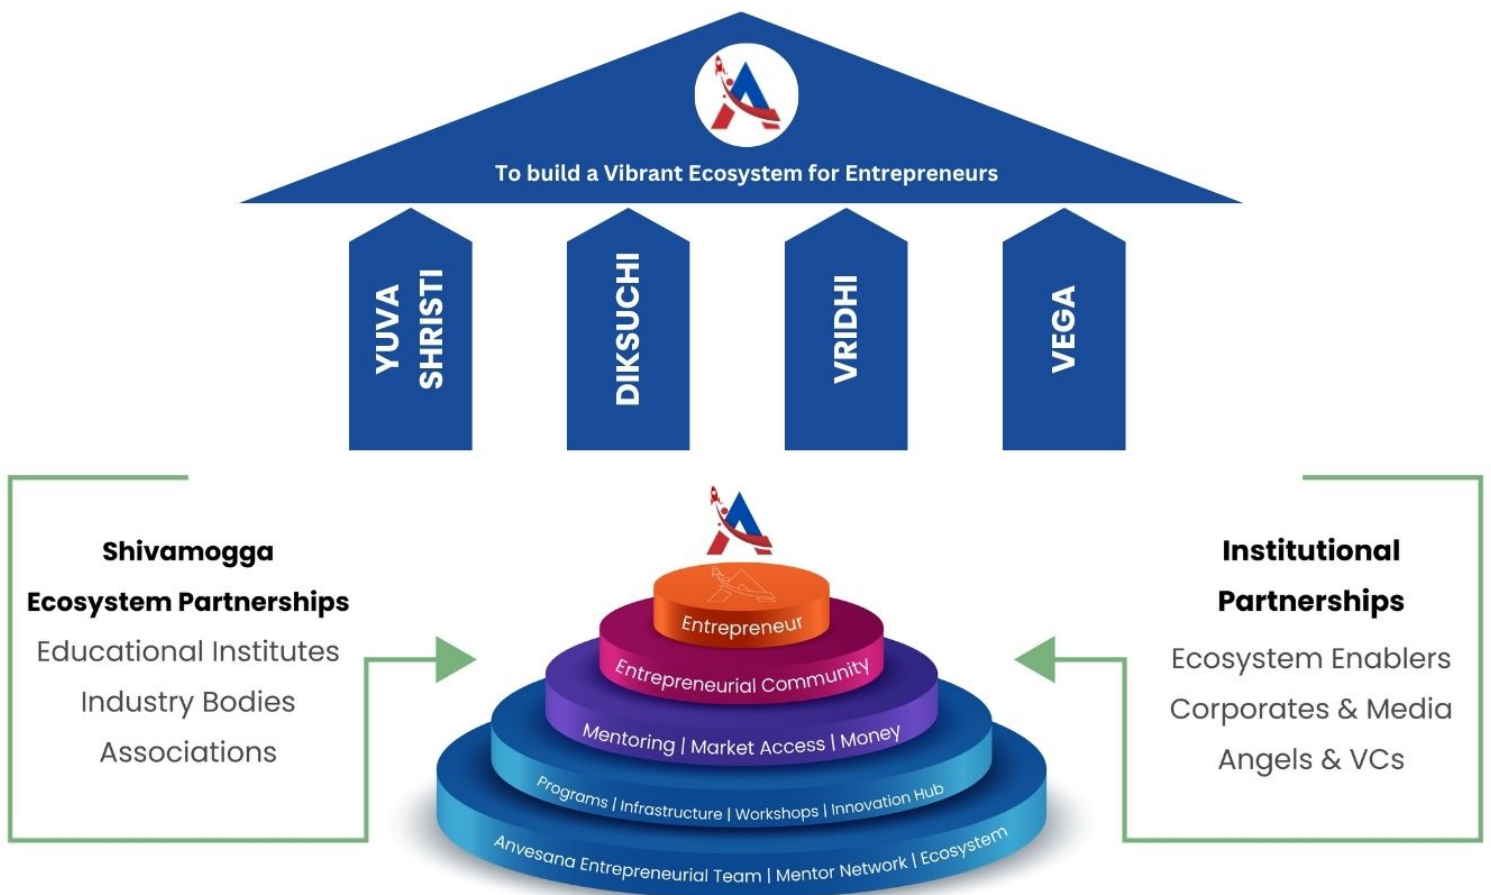 To build a Vibrant Ecosystem for Entrepreneurs
YUVA
SHRISTI
DIKSUCHI
VRIDHI
VEGA
Shivamogga
Ecosystem Partnerships
Educational Institutes
Industry Bodies
Associations
Entrepreneur
Entrepreneurial Community
Mentoring | Market Access | Money
Programs | Infrastructure | Workshops | Innovation Hub
Anvesana Entrepreneurial Team | Mentor Network | Ecosystem
Institutional
Partnerships
Ecosystem Enablers
Corporates & Media
Angels & VCs